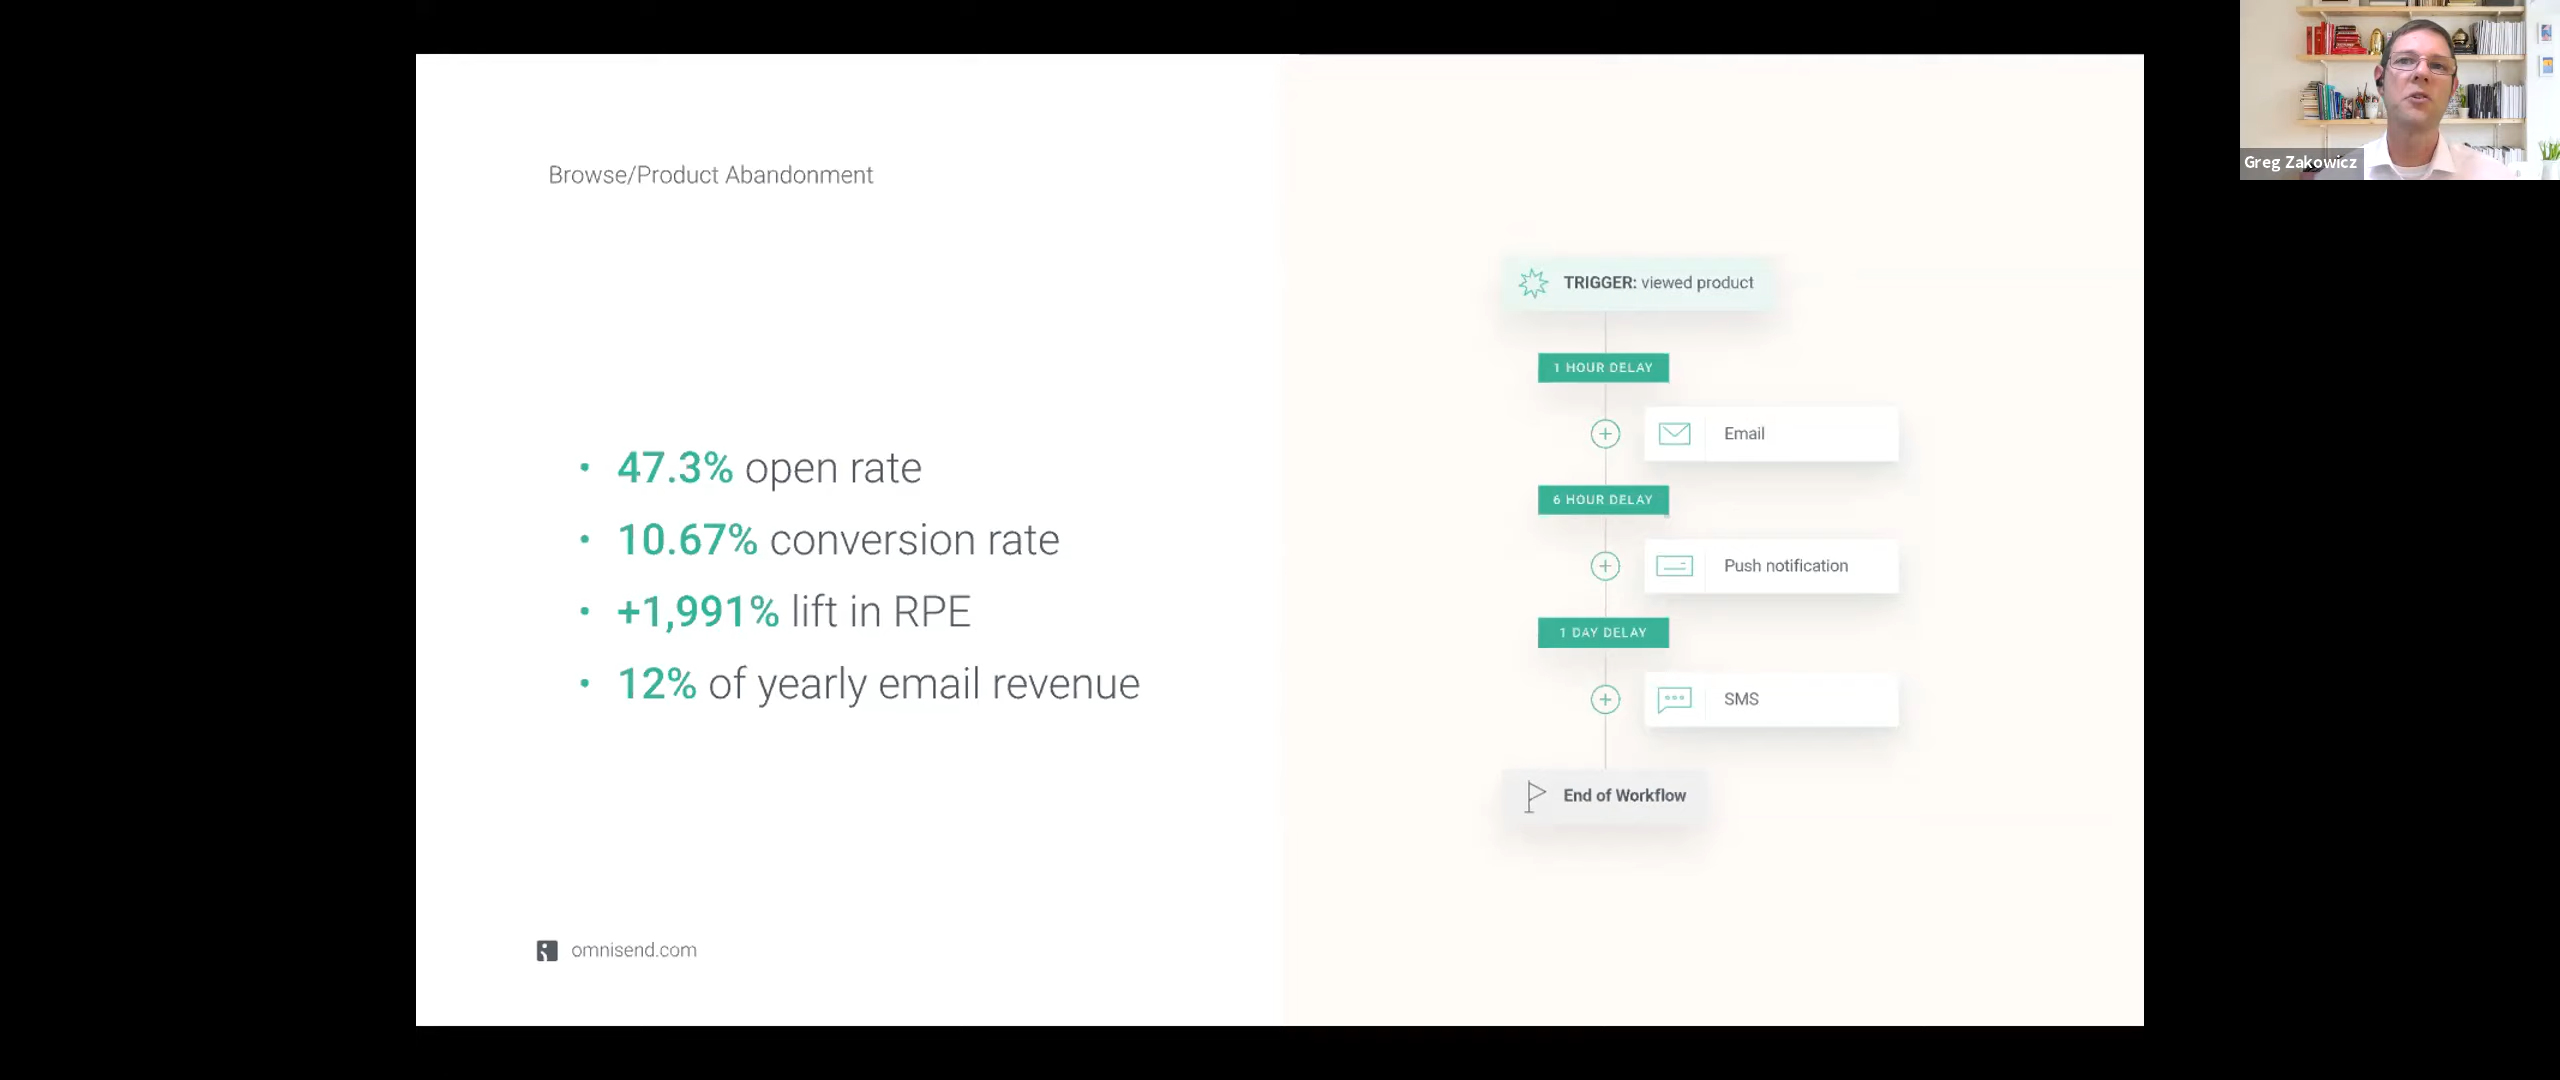 Greg Zakowicz
Browse/Product Abandonment
• 47.3% open rate
• 10.67% conversion rate
• +1,991% lift in RPE
• 12% of yearly email revenue
omnisend.com
TRIGGER: viewed product
1 HOUR DELAY
Email
6 HOUR DELAY
Push notification
1 DAY DELAY
SMS
End of Workflow